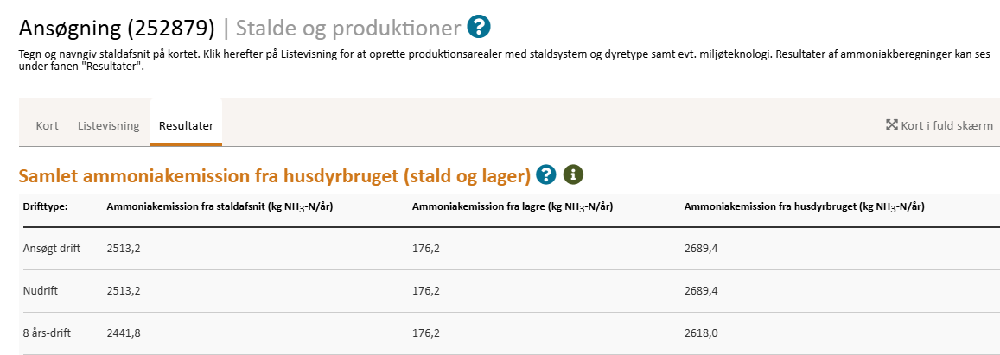 Ansøgning (252879) | Stalde og produktioner ?
Tegn og navngiv staldafsnit på kortet. Klik herefter på Listevisning for at oprette produktionsarealer med staldsystem og dyretype samt evt. miljøteknologi. Resultater af ammoniakberegninger kan ses
under fanen "Resultater".
Kort Listevisning Resultater Kort i fuld skærm
Samlet ammoniakemission fra husdyrbruget (stald og lager) ? i
Drifttype: Ammoniakemission fra staldafsnit (kg NH3-N/år) Ammoniakemission fra lagre (kg NH3-N/år) Ammoniakemission fra husdyrbruget (kg NH3-N/år)
Ansøgt drift 2513,2 176,2 2689,4
Nudrift 2513,2 176,2 2689,4
8 års-drift 2441,8 176,2 2618,0